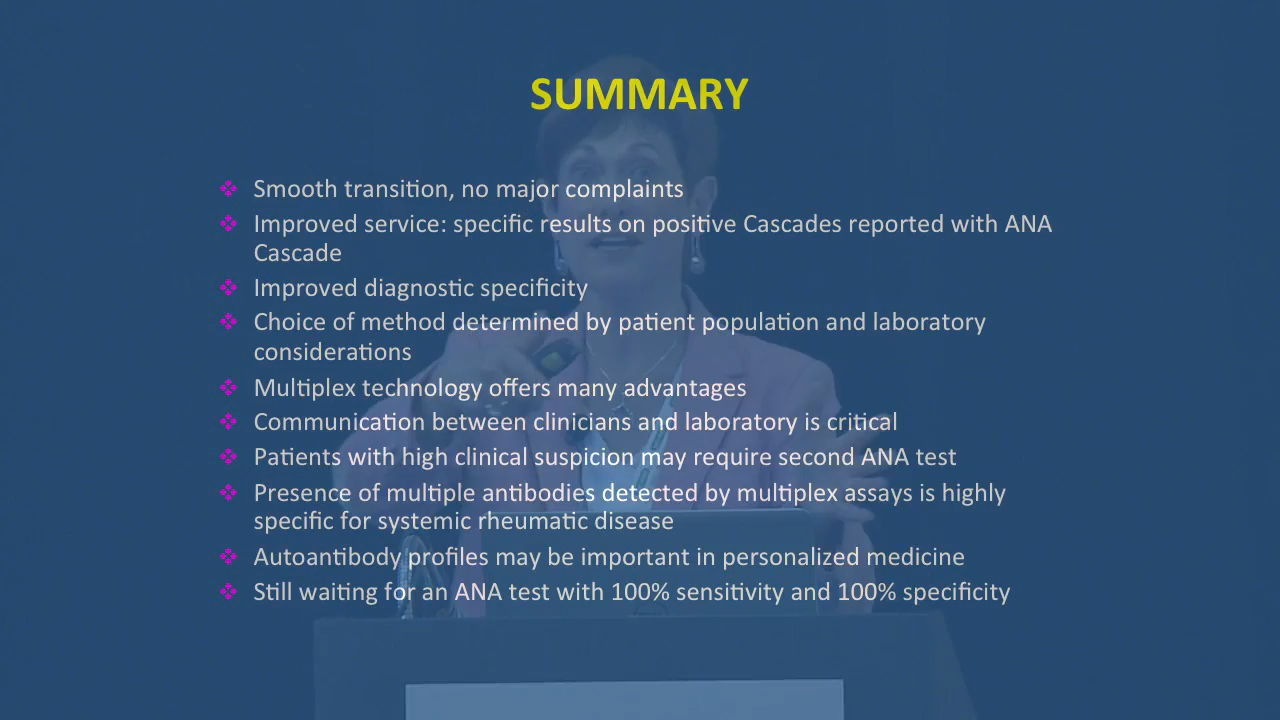 SUMMARY
❖ Smooth transition, no major complaints
❖ Improved service: specific results on positive Cascades reported with ANA
Cascade
❖ Improved diagnostic specificity
❖ Choice of method determined by patient population and laboratory
considerations
❖ Multiplex technology offers many advantages
❖ Communication between clinicians and laboratory is critical
❖ Patients with high clinical suspicion may require second ANA test
❖ Presence of multiple antibodies detected by multiplex assays is highly
specific for systemic rheumatic disease
❖ Autoantibody profiles may be important in personalized medicine
❖ Still waiting for an ANA test with 100% sensitivity and 100% specificity